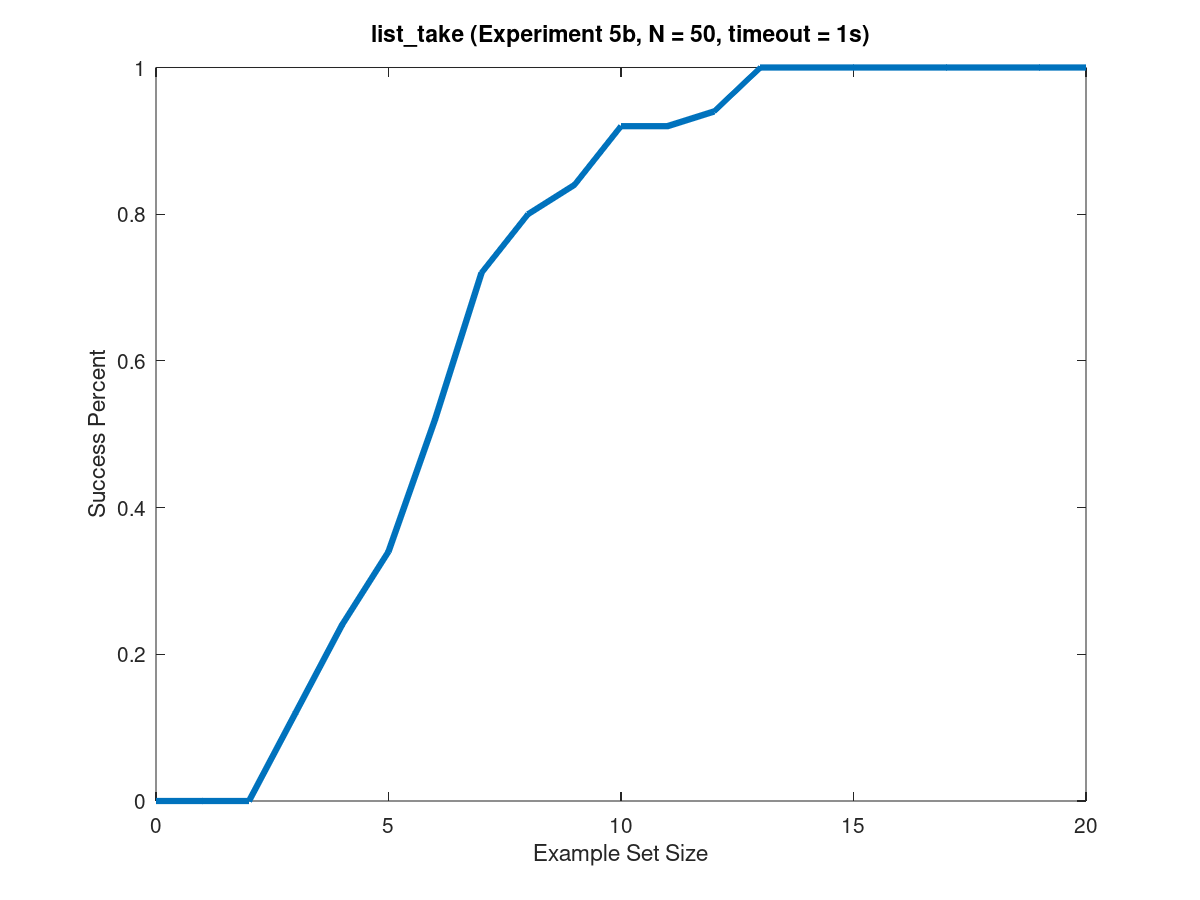 list_take (Experiment 5b, N = 50, timeout = 1s)
1
0.8
0.6
0.4
0.2
0
Success Percent
0 5 10 15 20
Example Set Size